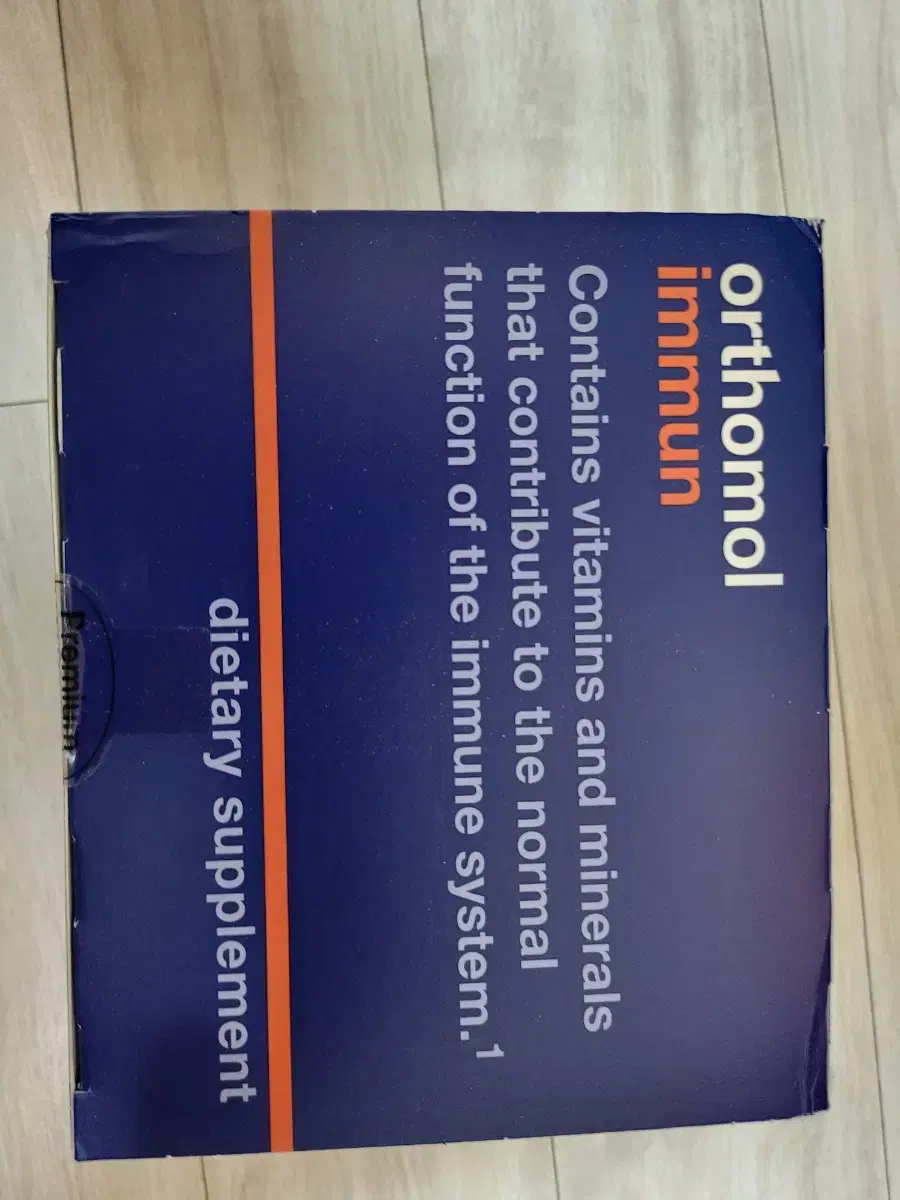 orthomol
immun
Contains vitamins and minerals
that contribute to the normal
function of the immune system.¹
dietary supplement
Premium